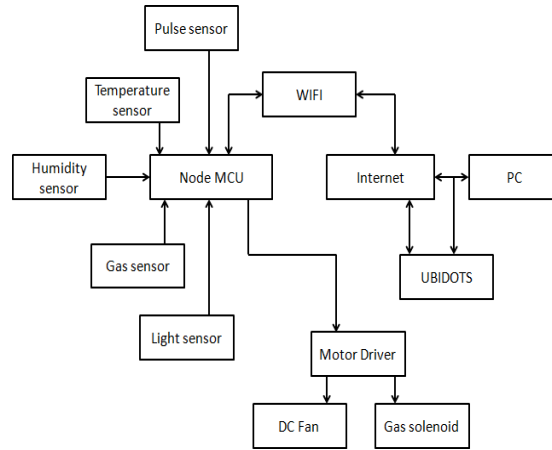 Pulse sensor
Temperature
sensor
WIFI
Humidity
sensor
Node MCU
Internet
PC
Gas sensor
UBIDOTS
Light sensor
Motor Driver
DC Fan
Gas solenoid